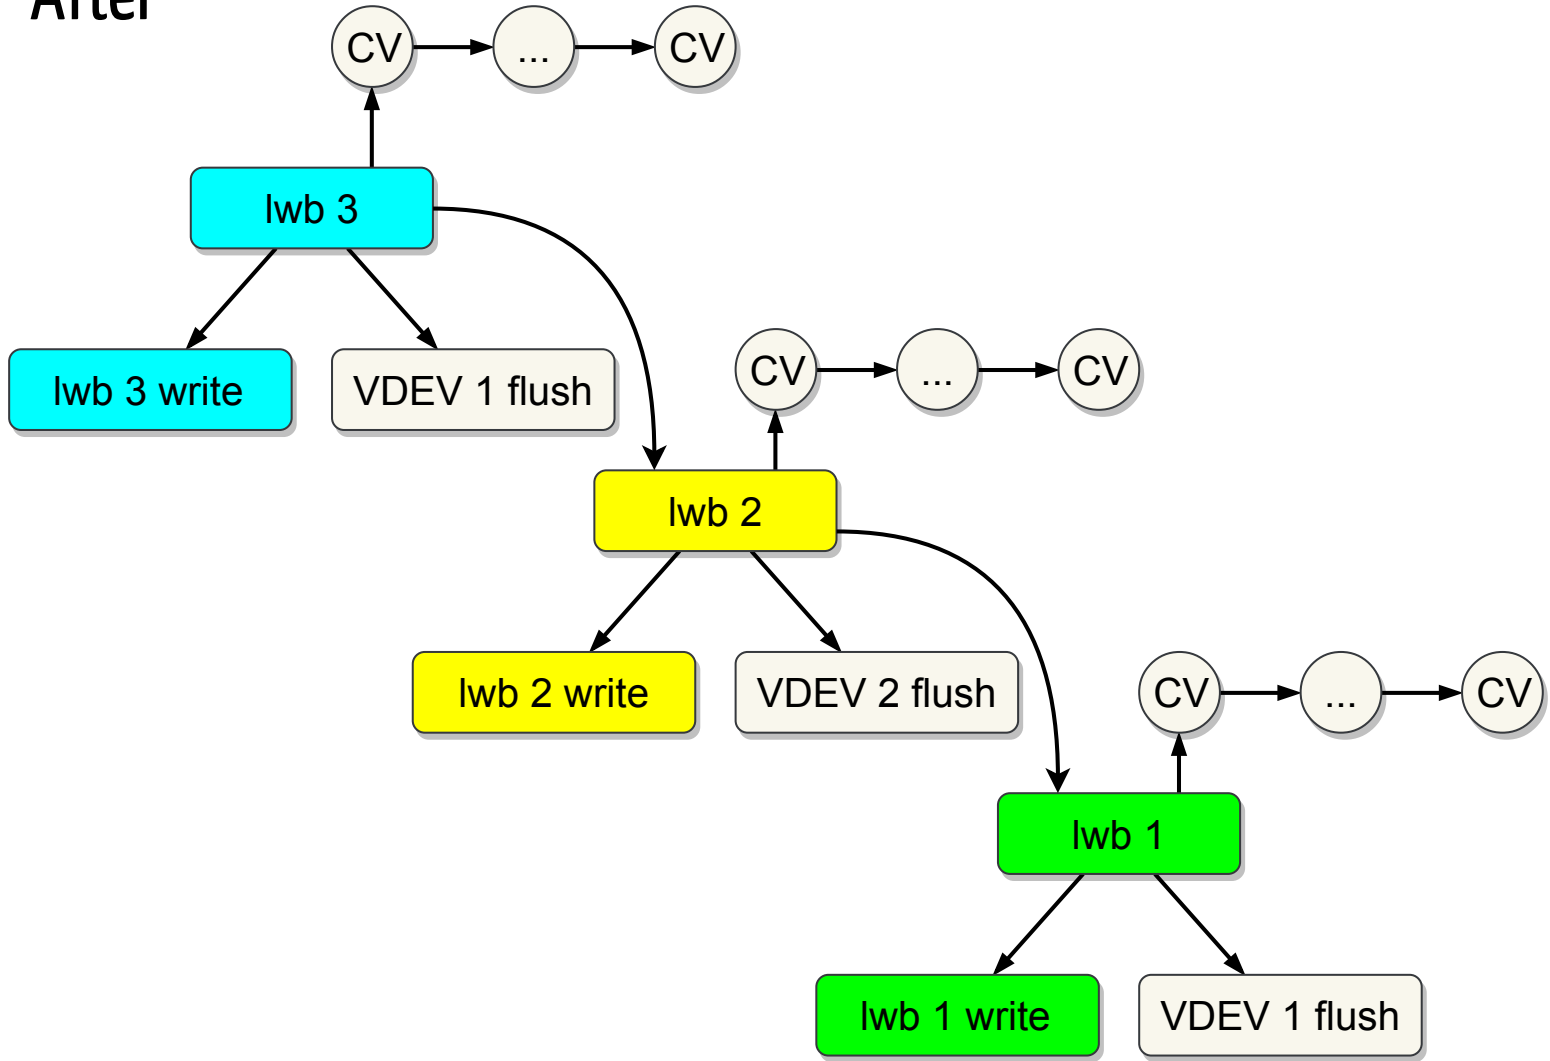 After
CV ... CV
lwb 3
lwb 3 write VDEV 1 flush
CV ... CV
lwb 2
lwb 2 write VDEV 2 flush
CV ... CV
lwb 1
lwb 1 write VDEV 1 flush